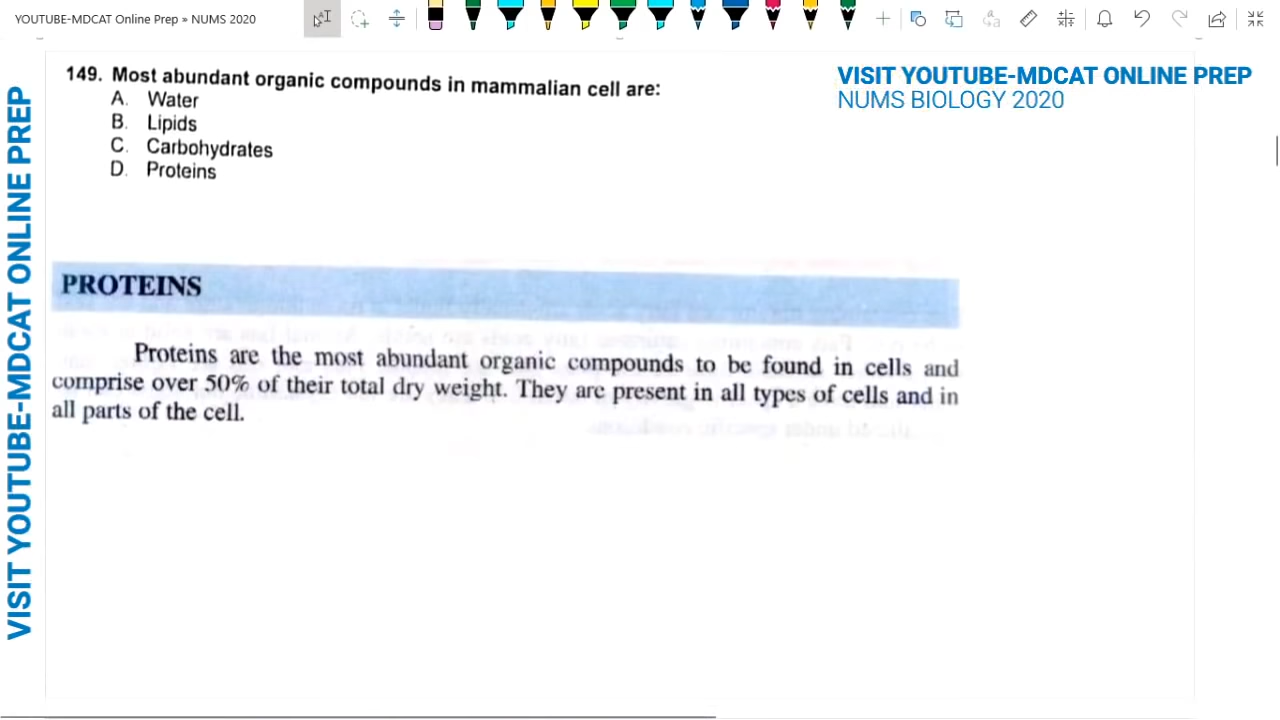 YOUTUBE-MDCAT Online Prep » NUMS 2020
VISIT YOUTUBE-MDCAT ONLINE PREP
149. Most abundant organic compounds in mammalian cell are:
A. Water
B. Lipids
C. Carbohydrates
D. Proteins
VISIT YOUTUBE-MDCAT ONLINE PREP
NUMS BIOLOGY 2020
PROTEINS
Proteins are the most abundant organic compounds to be found in cells and
comprise over 50% of their total dry weight. They are present in all types of cells and in
all parts of the cell.